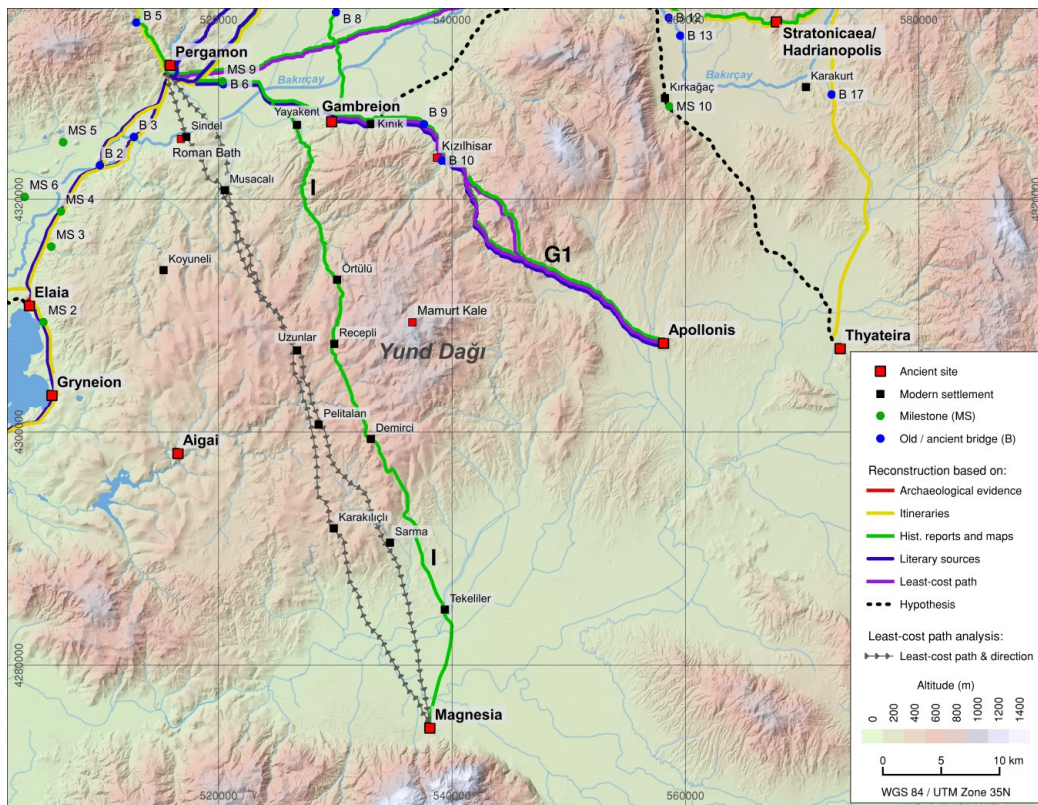 520000
540000
560000
580000
B 5
B 8
B 12
B 13
Stratonicaea/
Hadrianopolis
Pergamon
MS 9
B 6
Bakırçay
Bakırçay
Karakurt
Kırkağaç
B 17
MS 10
Gambreion
Yayakent
Kınık
B 9
MS 5
B 3
Sindel
Roman Bath
B 2
Kızılhisar
B 10
MS 6
Musacalı
I
4320000
4320000
MS 4
MS 3
G1
Koyuneli
Örtülü
Elaia
MS 2
Mamurt Kale
Uzunlar
Recepli
Yund Dağı
Apollonis
Thyateira
Gryneion
Pelitalan
Demirci
4300000
Aigai
Karakılıçlı
Sarma
I
Tekeliler
4280000
Magnesia
520000
540000
560000
Ancient site
Modern settlement
Milestone (MS)
Old / ancient bridge (B)
Reconstruction based on:
Archaeological evidence
Itineraries
Hist. reports and maps
Literary sources
Least-cost path
Hypothesis
Least-cost path analysis:
Least-cost path & direction
Altitude (m)
0 200 400 600 800 1000 1200 1400
0 5 10 km
WGS 84 / UTM Zone 35N